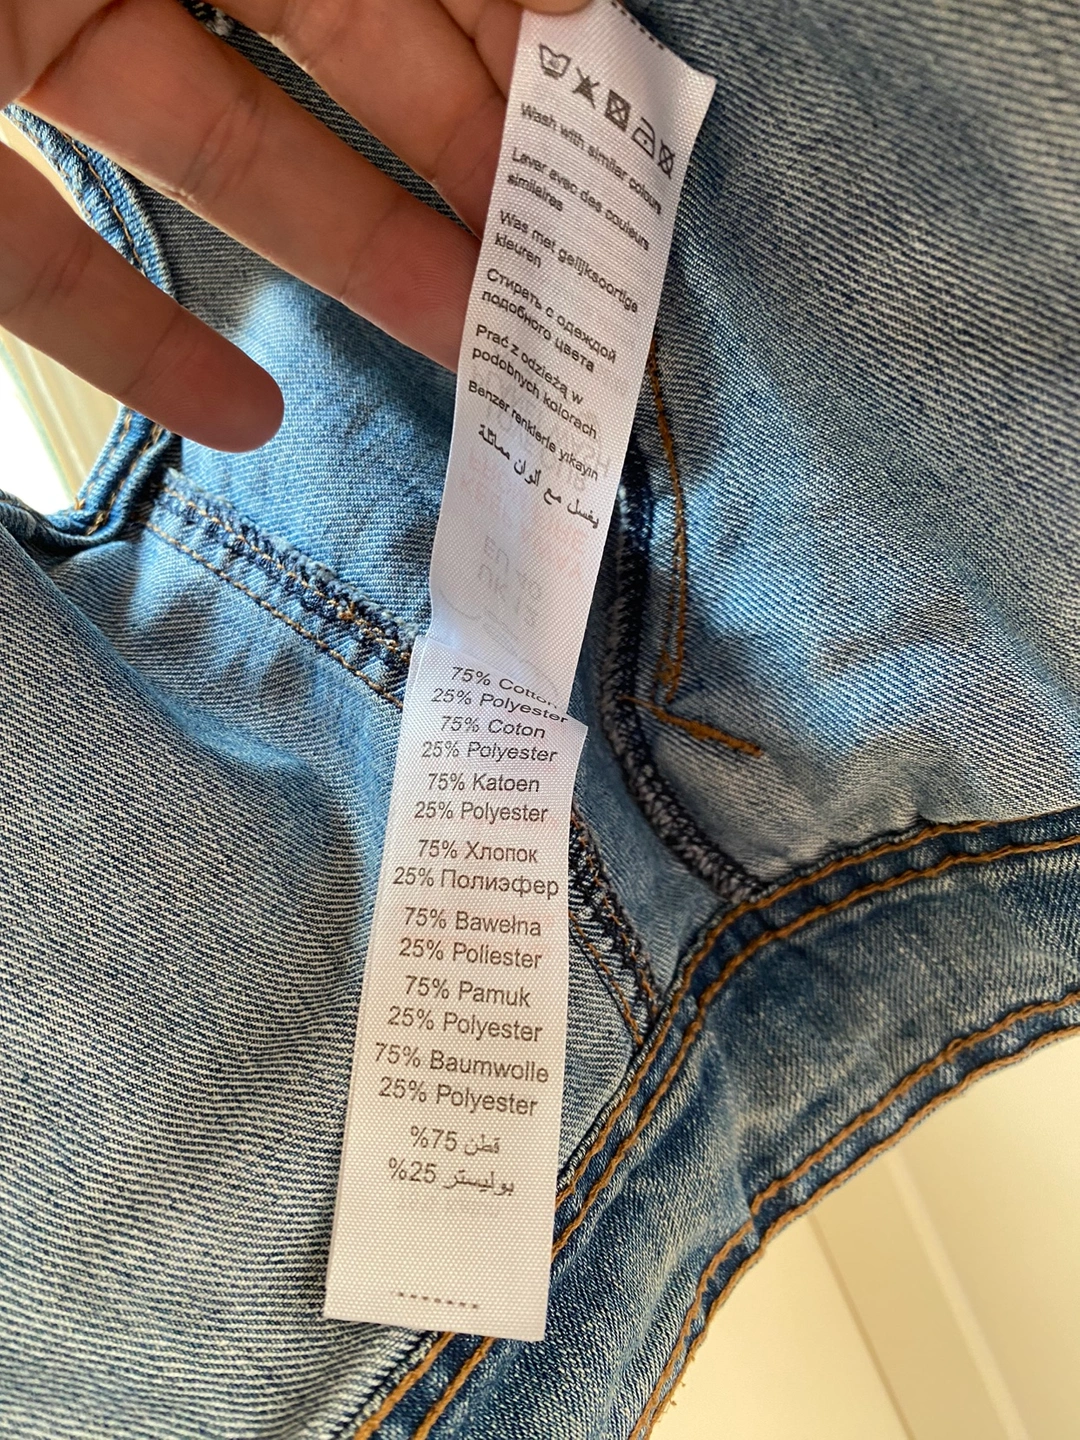 Wash with similar colours
Laver avec des couleurs
similaires
Was met gelijksoortige
kleuren
Стирать с одеждой
подобного цвета
Prać z odzieżą w
podobnych kolorach
Benzer renklerle yıkayın
يغسل مع ألوان مماثلة
EU 40
UK
75% Cotton
25% Polyester
75% Coton
25% Polyester
75% Katoen
25% Polyester
75% Хлопок
25% Полиэфер
75% Bawełna
25% Poliester
75% Pamuk
25% Polyester
75% Baumwolle
25% Polyester
%75 قطن
%25 بوليستر